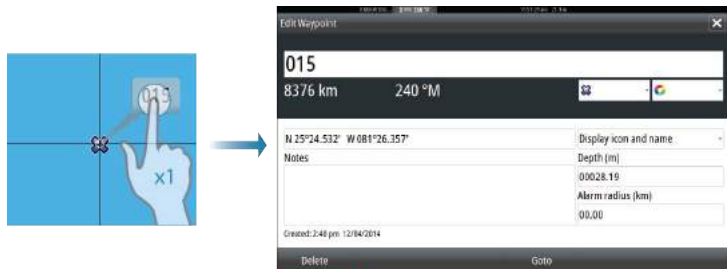 015
x1
Edit Waypoint
015
8376 km 240 °M
N 25°24.532' W 081°26.357' Display icon and name
Notes Depth (m)
00028.19
Alarm radius (km)
00.00
Created: 2:40 pm 12/04/2014
Delete Goto